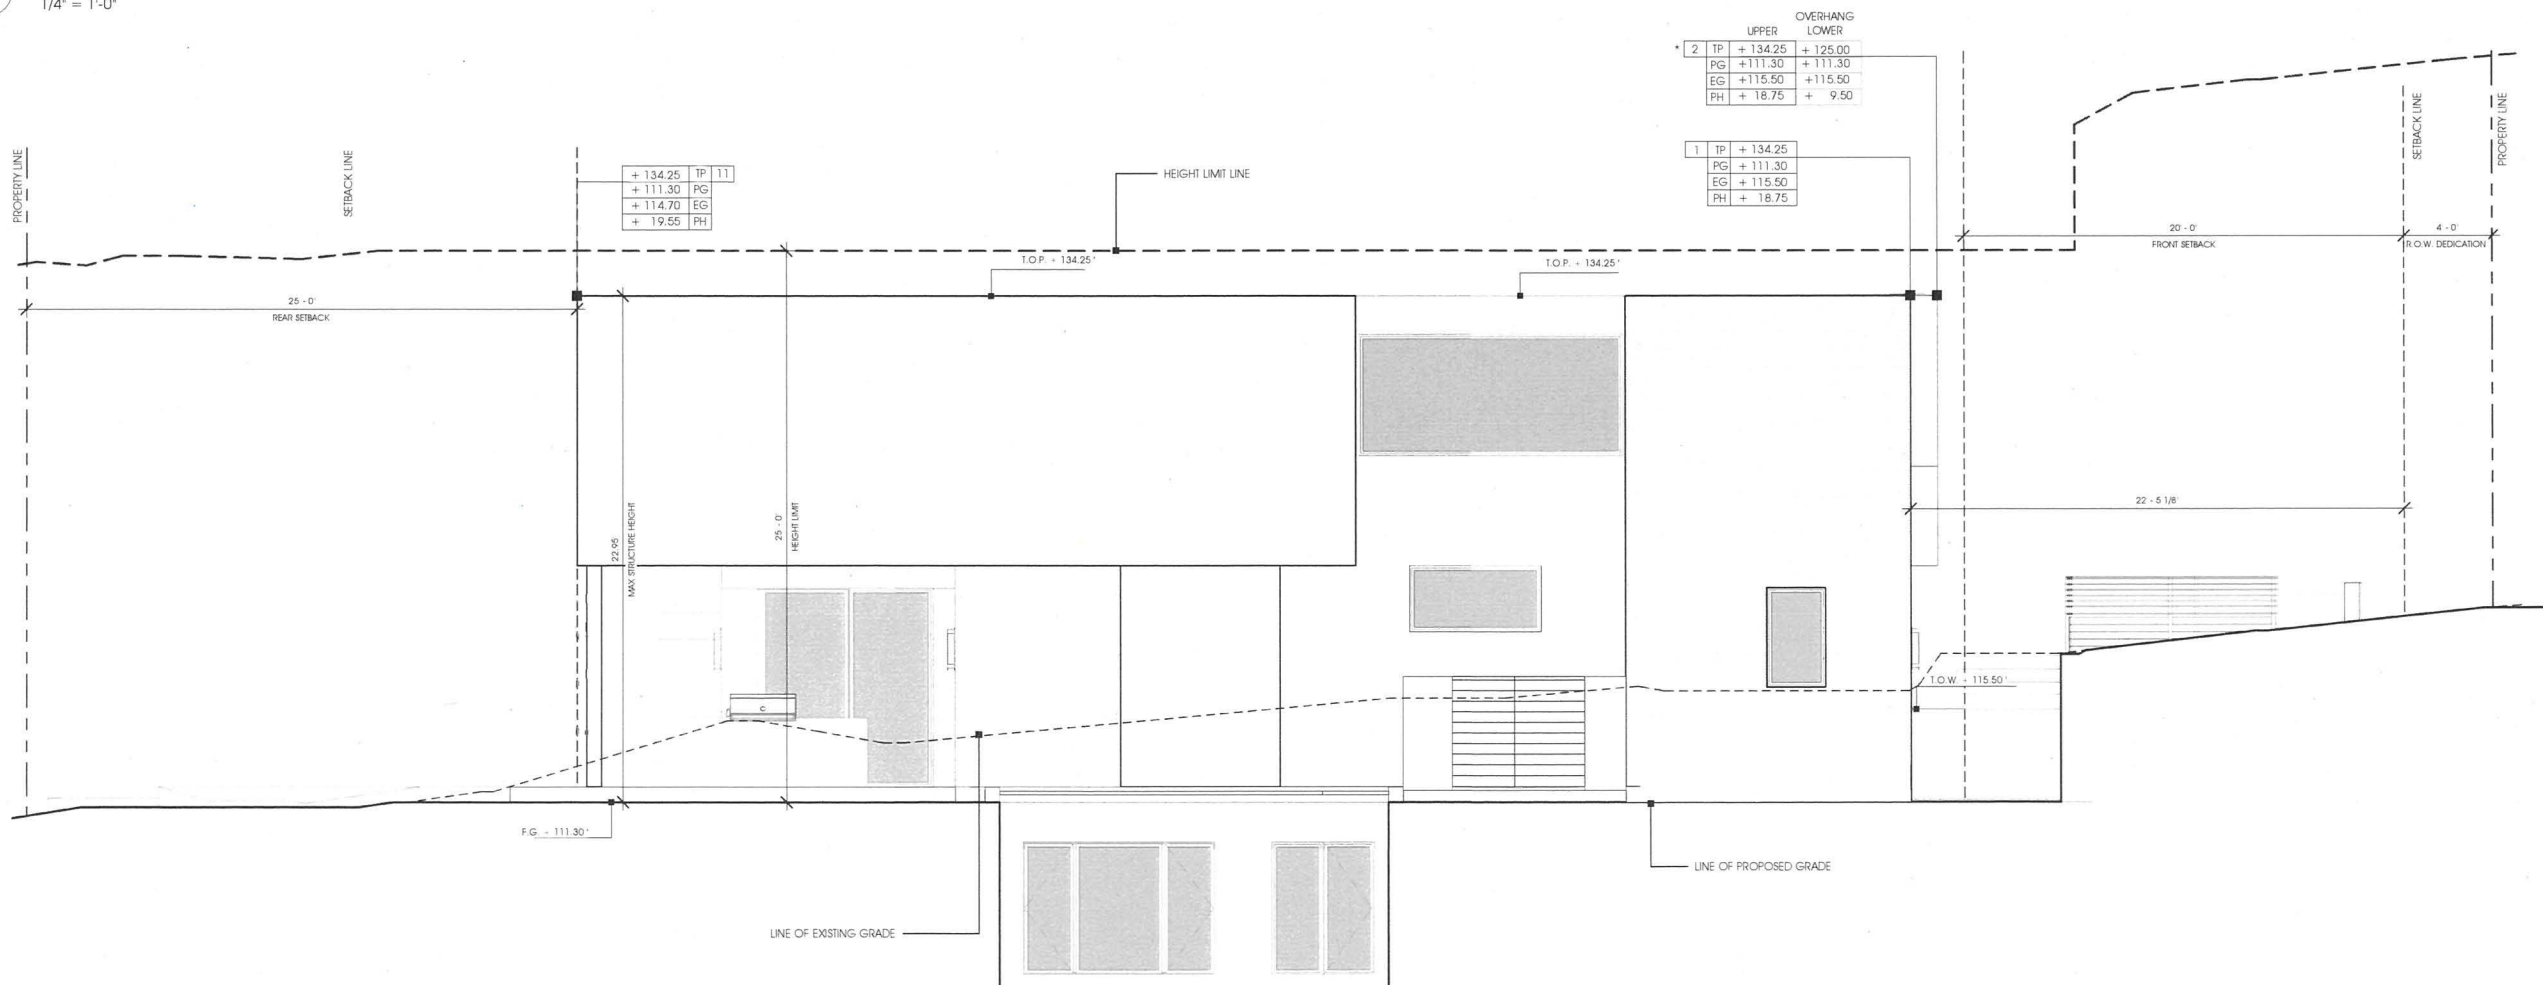 1/4" = 1'-0"
OVERHANG
UPPER LOWER
* 2 TP + 134.25 + 125.00
PG +111.30 + 111.30
EG +115.50 +115.50
PH + 18.75 + 9.50
1 TP + 134.25
PG + 111.30
EG + 115.50
PH + 18.75
+ 134.25 TP 11
+ 111.30 PG
+ 114.70 EG
+ 19.55 PH
PROPERTY LINE
SETBACK LINE
HEIGHT LIMIT LINE
SETBACK LINE
PROPERTY LINE
20' - 0"
FRONT SETBACK
4' - 0"
R.O.W. DEDICATION
T.O.P. + 134.25'
T.O.P. + 134.25'
25' - 0"
REAR SETBACK
22.95
MAX STRUCTURE HEIGHT
25' - 0"
HEIGHT LIMIT
22' - 5 1/8"
C
T.O.W. + 115.50'
F.G. + 111.30'
LINE OF PROPOSED GRADE
LINE OF EXISTING GRADE